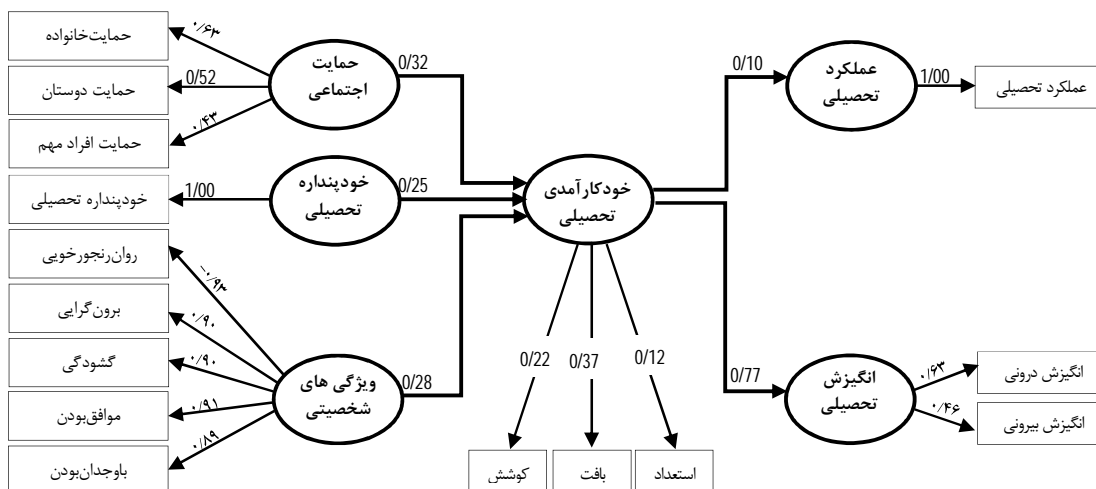 حمایت‌خانواده
۰/۶۳
حمایت
اجتماعی
0/32
0/10
عملکرد
تحصیلی
1/00
عملکرد تحصیلی
حمایت دوستان
0/52
حمایت افراد مهم
۰/۴۳
خودپنداره تحصیلی
1/00
خودپنداره
تحصیلی
0/25
خودکارآمدی
تحصیلی
روان‌رنجورخویی
-۰/۹۳
برون‌گرایی
۰/۹۰
گشودگی
۰/۹۰
موافق‌بودن
۰/۹۱
باوجدان‌بودن
۰/۸۹
ویژگی های
شخصیتی
0/28
0/22
0/37
0/12
کوشش
بافت
استعداد
0/77
انگیزش
تحصیلی
۰/۶۳
انگیزش درونی
۰/۴۶
انگیزش بیرونی